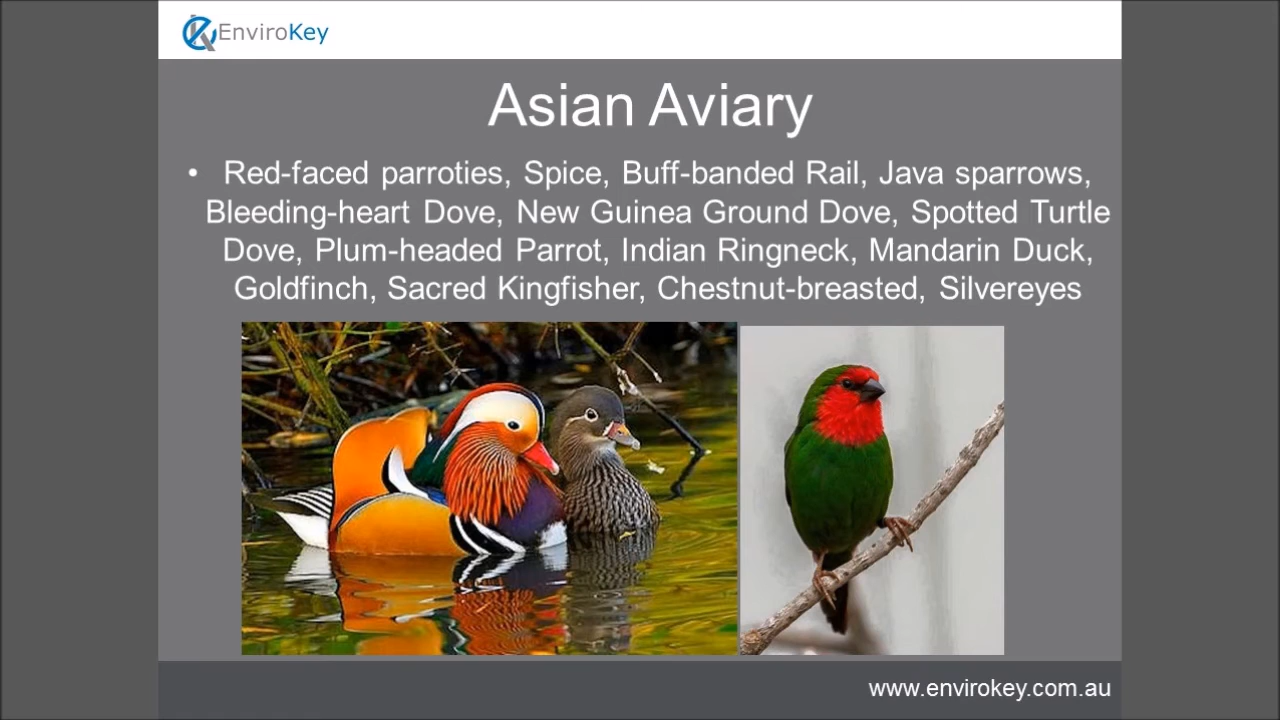 EnviroKey
Asian Aviary
• Red-faced parroties, Spice, Buff-banded Rail, Java sparrows,
Bleeding-heart Dove, New Guinea Ground Dove, Spotted Turtle
Dove, Plum-headed Parrot, Indian Ringneck, Mandarin Duck,
Goldfinch, Sacred Kingfisher, Chestnut-breasted, Silvereyes
www.envirokey.com.au